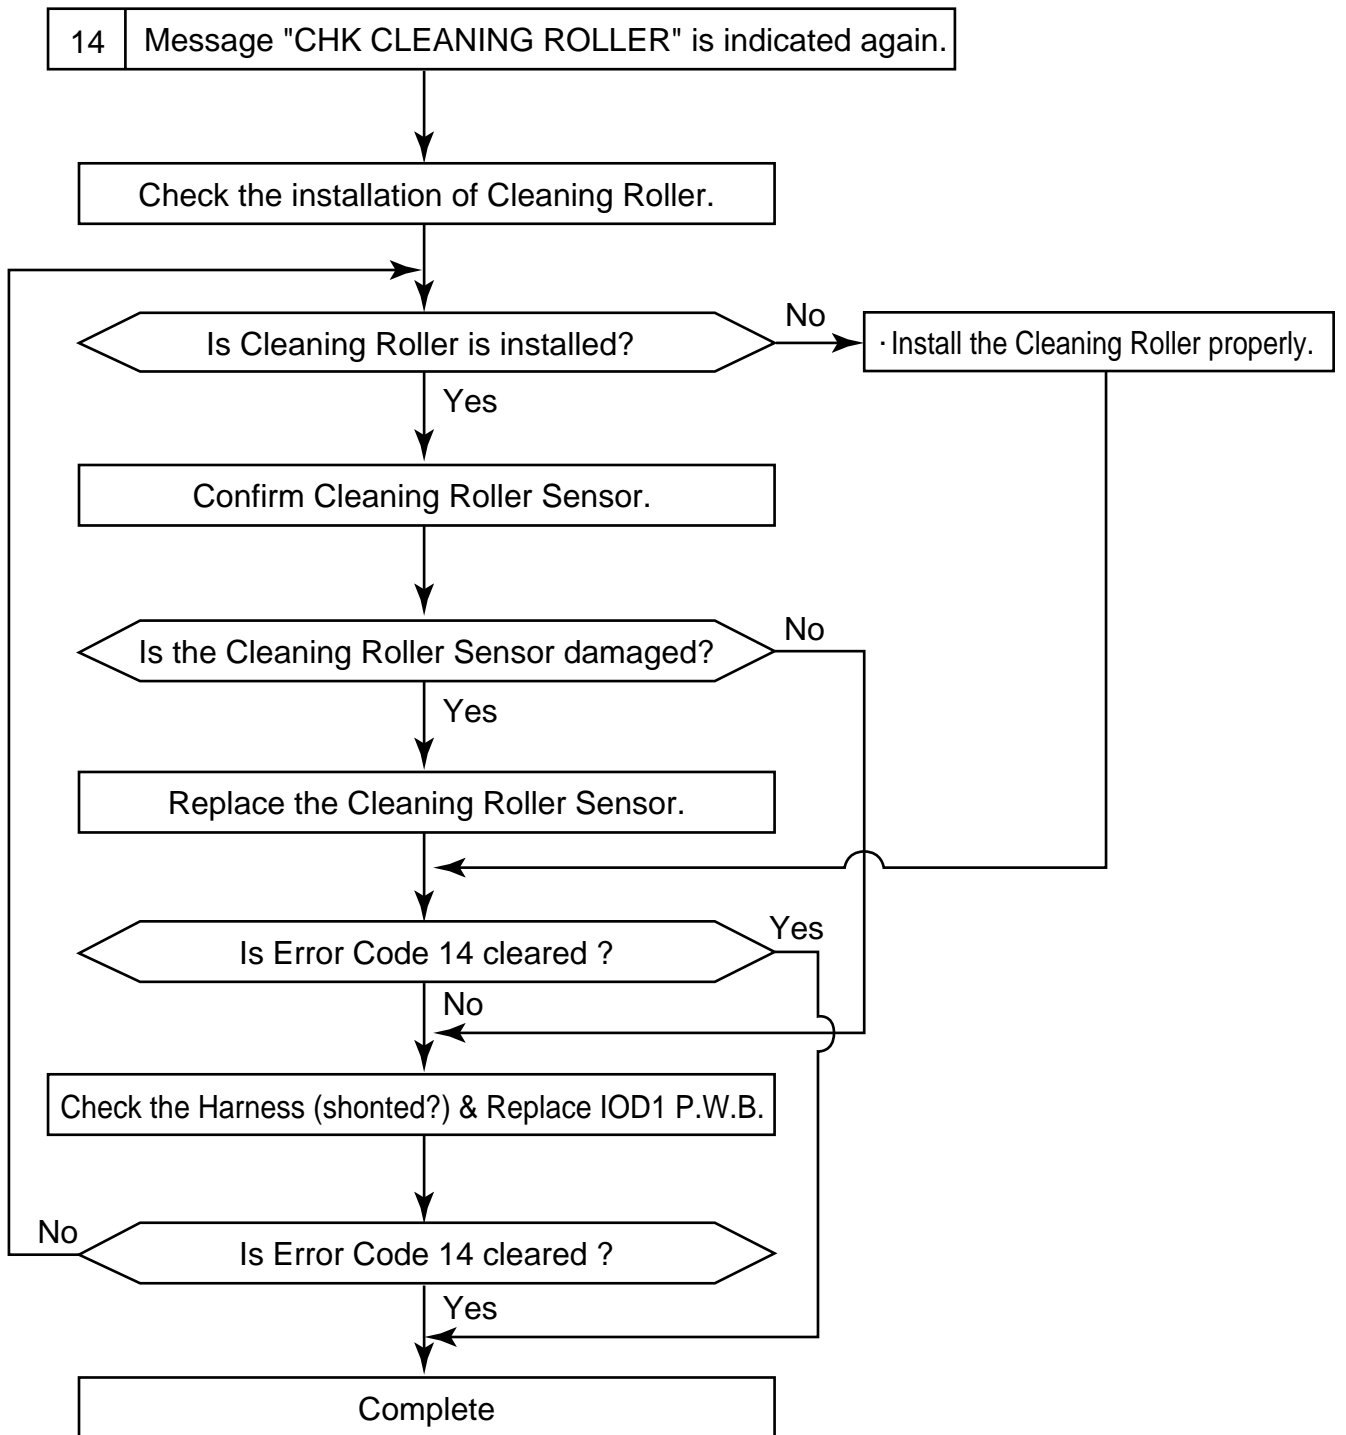 14 Message "CHK CLEANING ROLLER" is indicated again.
Check the installation of Cleaning Roller.
Is Cleaning Roller is installed?
No
· Install the Cleaning Roller properly.
Yes
Confirm Cleaning Roller Sensor.
Is the Cleaning Roller Sensor damaged?
No
Yes
Replace the Cleaning Roller Sensor.
Is Error Code 14 cleared ?
Yes
No
Check the Harness (shonted?) & Replace IOD1 P.W.B.
No
Is Error Code 14 cleared ?
Yes
Complete